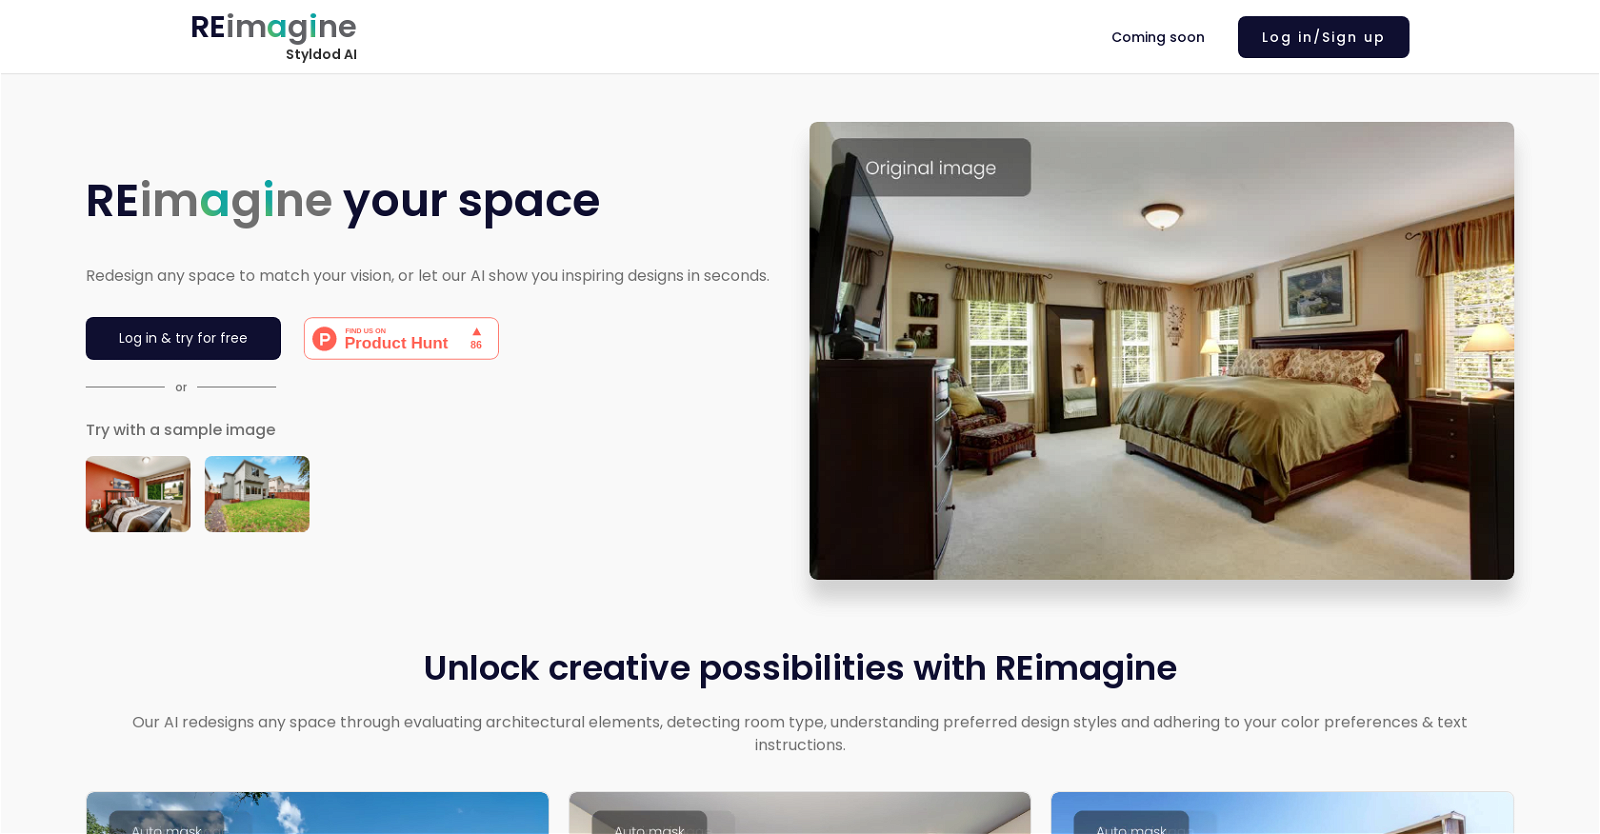 REimagine
Styldod AI
Coming soon
Log in/Sign up
Original image
REimagine your space
Redesign any space to match your vision, or let our AI show you inspiring designs in seconds.
Log in & try for free
FIND US ON
Product Hunt
86
or
Try with a sample image
Unlock creative possibilities with REimagine
Our AI redesigns any space through evaluating architectural elements, detecting room type, understanding preferred design styles and adhering to your color preferences & text
instructions.
Auto mask
Auto mask
Auto mask